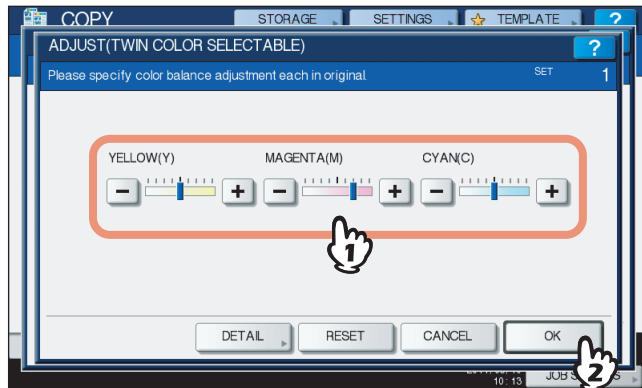 COPY STORAGE SETTINGS TEMPLATE ?
ADJUST(TWIN COLOR SELECTABLE) ?
Please specify color balance adjustment each in original. SET 1
YELLOW(Y) MAGENTA(M) CYAN(C)
− + − + − +
1
DETAIL RESET CANCEL OK
2
10:13 JOB S